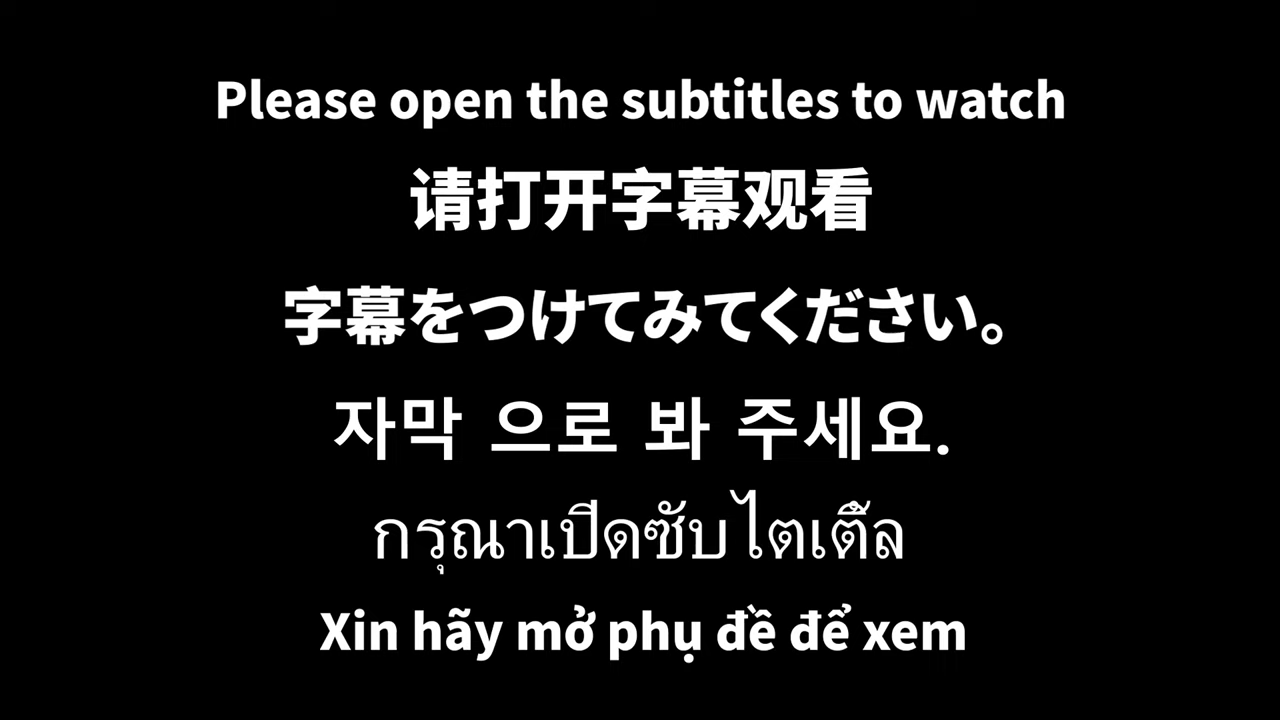 Please open the subtitles to watch
请打开字幕观看
字幕をつけてみてください。
자막 으로 봐 주세요.
กรุณาเปิดซับไตเติ้ล
Xin hãy mở phụ đề để xem